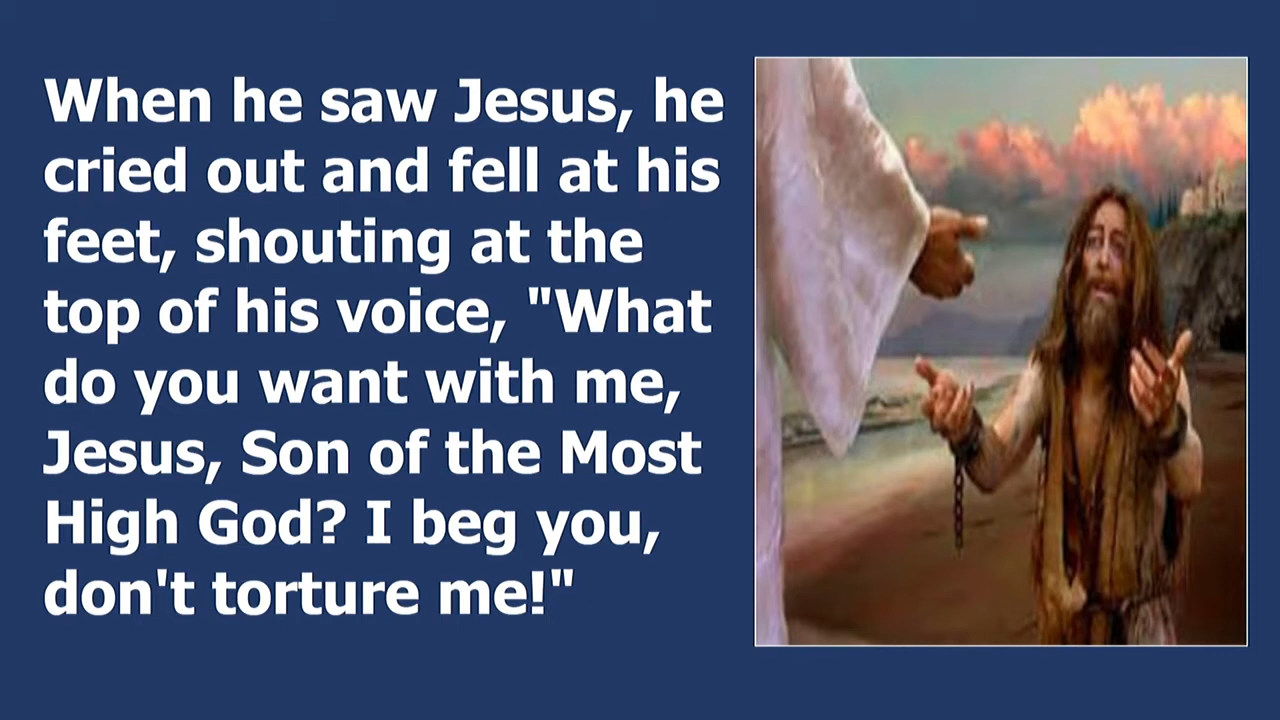 When he saw Jesus, he
cried out and fell at his
feet, shouting at the
top of his voice, "What
do you want with me,
Jesus, Son of the Most
High God? I beg you,
don't torture me!"